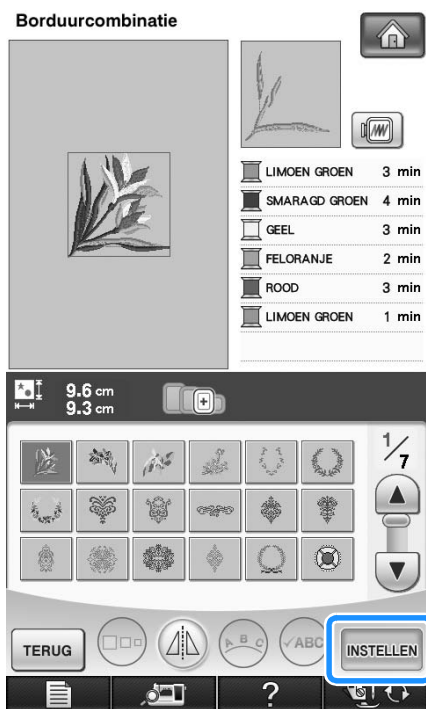 Borduurcombinatie
LIMOEN GROEN 3 min
SMARAGD GROEN 4 min
GEEL 3 min
FELORANJE 2 min
ROOD 3 min
LIMOEN GROEN 1 min
9.6 cm
9.3 cm
1/7
TERUG
A B C
✓ABC
INSTELLEN
?